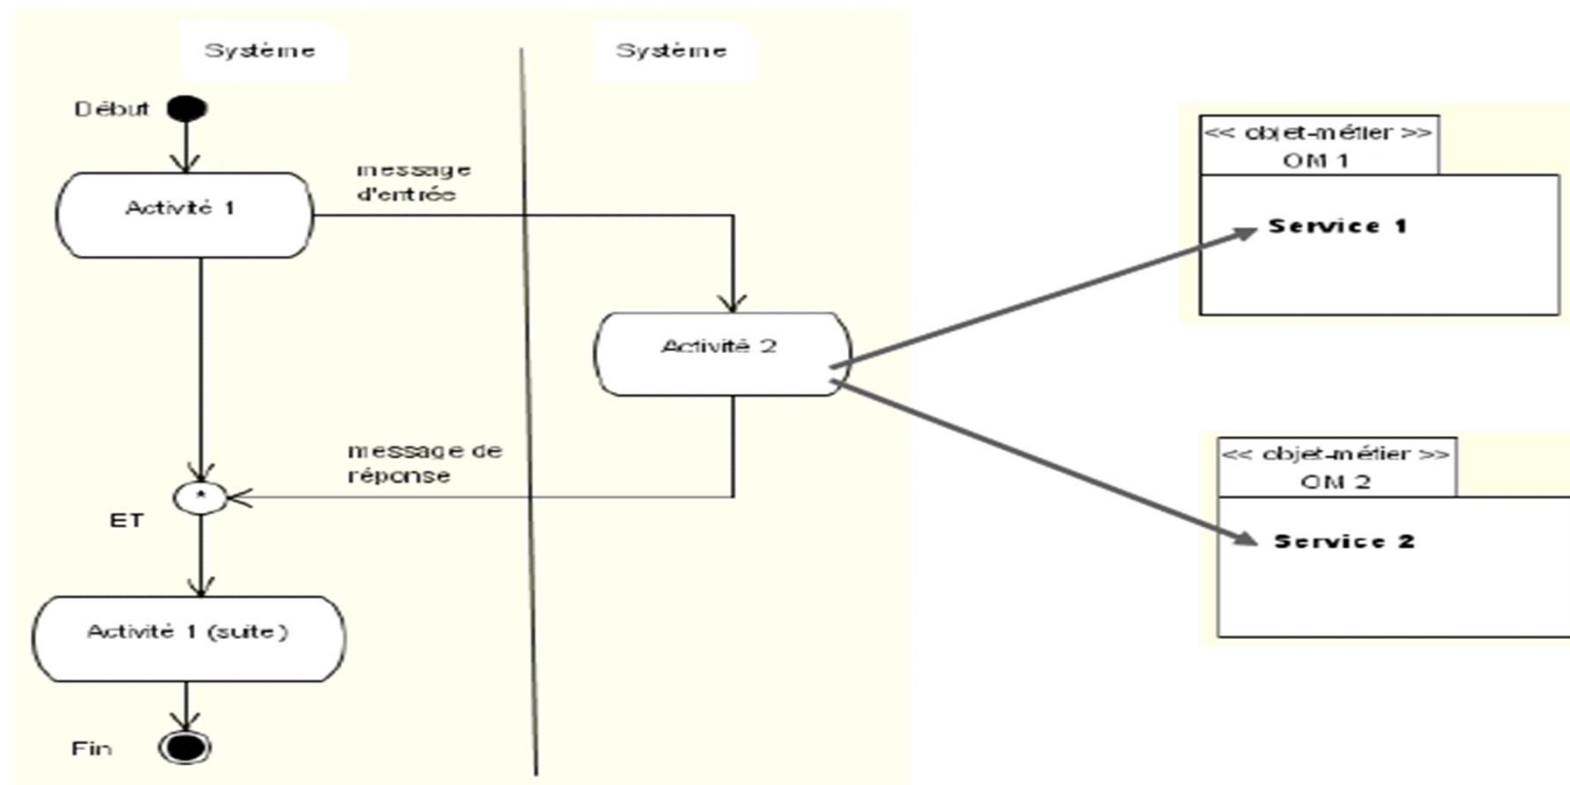 Système
Système
Début
message
d'entrée
Activité 1
Activité 2
message de
réponse
*
ET
Activité 1 (suite)
Fin
<< objet-métier >>
OM 1
Service 1
<< objet-métier >>
OM 2
Service 2